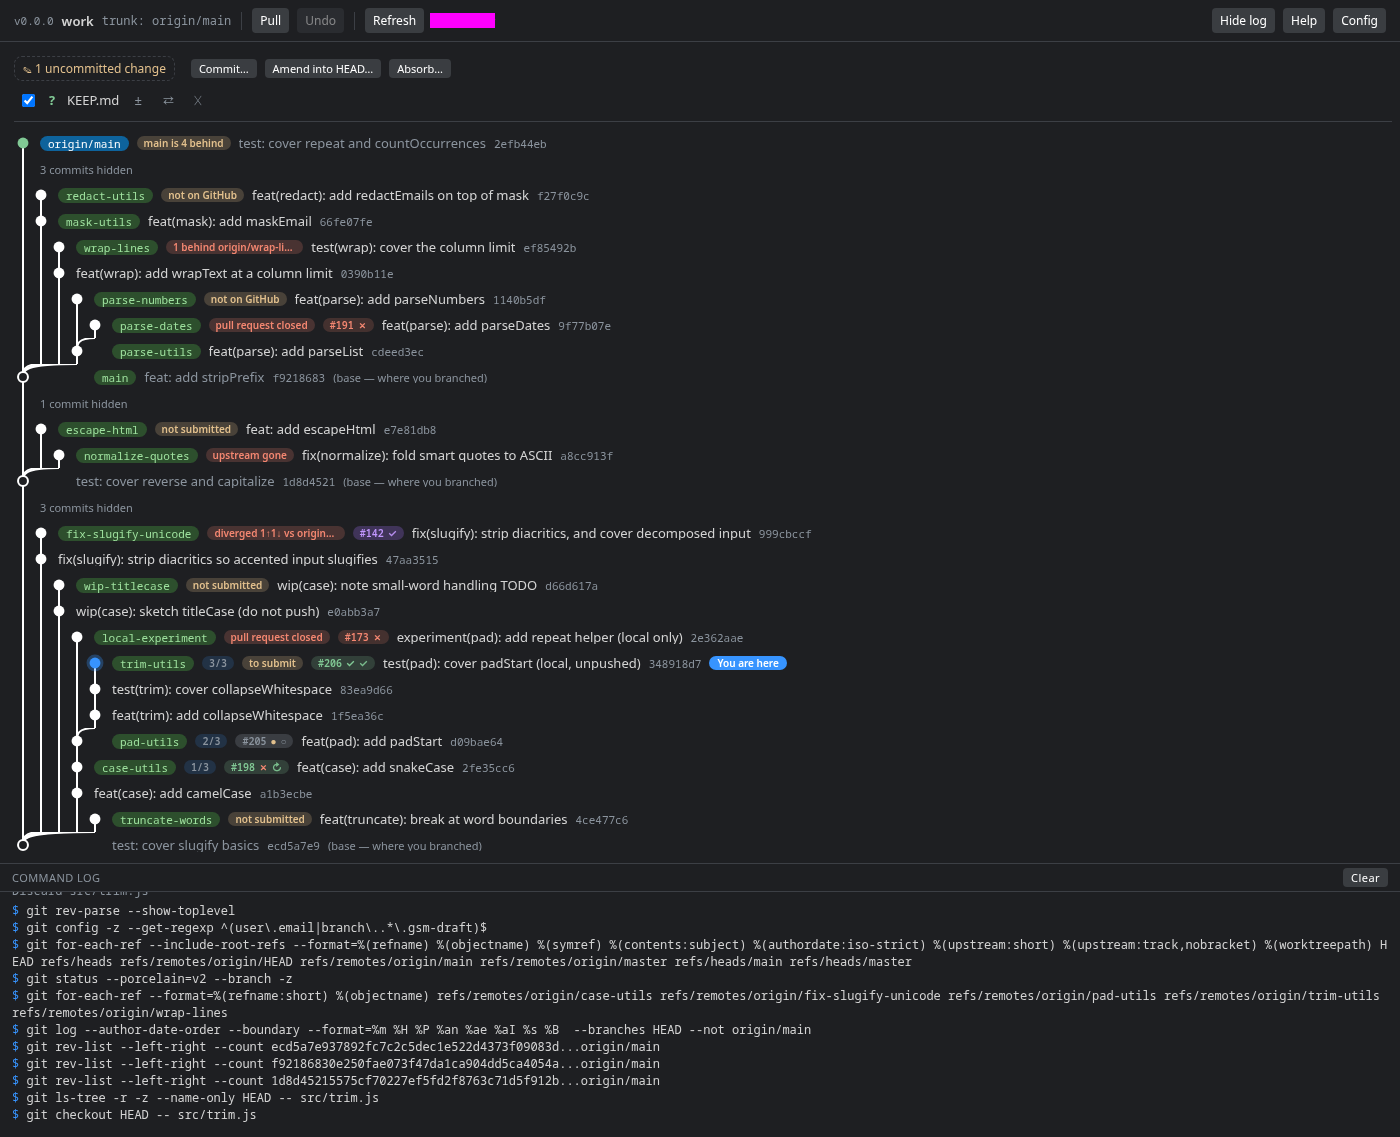 v0.0.0 work trunk: origin/main Pull Undo Refresh Hide log Help Config
✎ 1 uncommitted change Commit... Amend into HEAD... Absorb...
? KEEP.md ± ⇄ X
origin/main main is 4 behind test: cover repeat and countOccurrences 2efb44eb
3 commits hidden
redact-utils not on GitHub feat(redact): add redactEmails on top of mask f27f0c9c
mask-utils feat(mask): add maskEmail 66fe07fe
wrap-lines 1 behind origin/wrap-li... test(wrap): cover the column limit ef85492b
feat(wrap): add wrapText at a column limit 0390b11e
parse-numbers not on GitHub feat(parse): add parseNumbers 1140b5df
parse-dates pull request closed #191 × feat(parse): add parseDates 9f77b07e
parse-utils feat(parse): add parseList cdeed3ec
main feat: add stripPrefix f9218683 (base — where you branched)
1 commit hidden
escape-html not submitted feat: add escapeHtml e7e81db8
normalize-quotes upstream gone fix(normalize): fold smart quotes to ASCII a8cc913f
test: cover reverse and capitalize 1d8d4521 (base — where you branched)
3 commits hidden
fix-slugify-unicode diverged 1↑1↓ vs origin... #142 ✓ fix(slugify): strip diacritics, and cover decomposed input 999cbccf
fix(slugify): strip diacritics so accented input slugifies 47aa3515
wip-titlecase not submitted wip(case): note small-word handling TODO d66d617a
wip(case): sketch titleCase (do not push) e0abb3a7
local-experiment pull request closed #173 × experiment(pad): add repeat helper (local only) 2e362aae
trim-utils 3/3 to submit #206 ✓ ✓ test(pad): cover padStart (local, unpushed) 348918d7 You are here
test(trim): cover collapseWhitespace 83ea9d66
feat(trim): add collapseWhitespace 1f5ea36c
pad-utils 2/3 #205 ● ○ feat(pad): add padStart d09bae64
case-utils 1/3 #198 × ↻ feat(case): add snakeCase 2fe35cc6
feat(case): add camelCase a1b3ecbe
truncate-words not submitted feat(truncate): break at word boundaries 4ce477c6
test: cover slugify basics ecd5a7e9 (base — where you branched)
COMMAND LOG Clear
Discard src/trim.js
$ git rev-parse --show-toplevel
$ git config -z --get-regexp ^(user\.email|branch\..*\.gsm-draft)$
$ git for-each-ref --include-root-refs --format=%(refname) %(objectname) %(symref) %(contents:subject) %(authordate:iso-strict) %(upstream:short) %(upstream:track,nobracket) %(worktreepath) H
EAD refs/heads refs/remotes/origin/HEAD refs/remotes/origin/main refs/remotes/origin/master refs/heads/main refs/heads/master
$ git status --porcelain=v2 --branch -z
$ git for-each-ref --format=%(refname:short) %(objectname) refs/remotes/origin/case-utils refs/remotes/origin/fix-slugify-unicode refs/remotes/origin/pad-utils refs/remotes/origin/trim-utils
refs/remotes/origin/wrap-lines
$ git log --author-date-order --boundary --format=%m %H %P %an %ae %aI %s %B --branches HEAD --not origin/main
$ git rev-list --left-right --count ecd5a7e937892fc7c2c5dec1e522d4373f09083d...origin/main
$ git rev-list --left-right --count f92186830e250fae073f47da1ca904dd5ca4054a...origin/main
$ git rev-list --left-right --count 1d8d45215575cf70227ef5fd2f8763c71d5f912b...origin/main
$ git ls-tree -r -z --name-only HEAD -- src/trim.js
$ git checkout HEAD -- src/trim.js